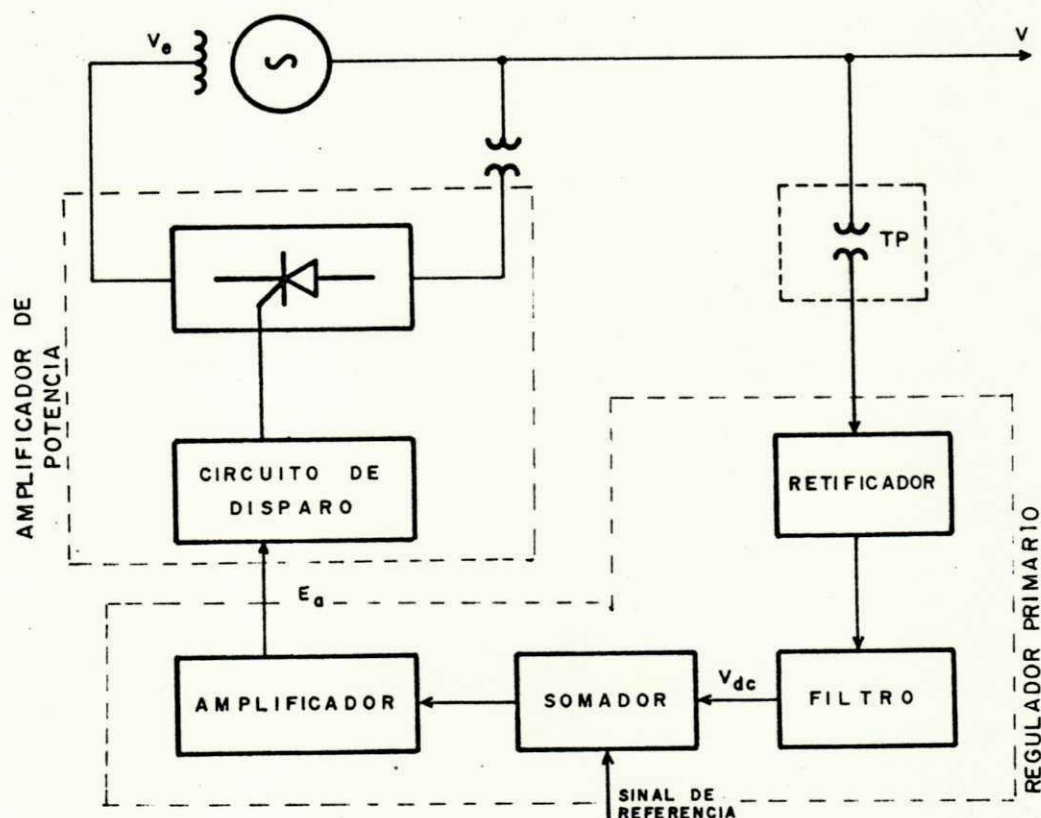 Ve
V
TP
AMPLIFICADOR DE
POTENCIA
CIRCUITO DE
DISPARO
RETIFICADOR
Ea
AMPLIFICADOR
SOMADOR
Vdc
FILTRO
REGULADOR PRIMARIO
SINAL DE
REFERENCIA